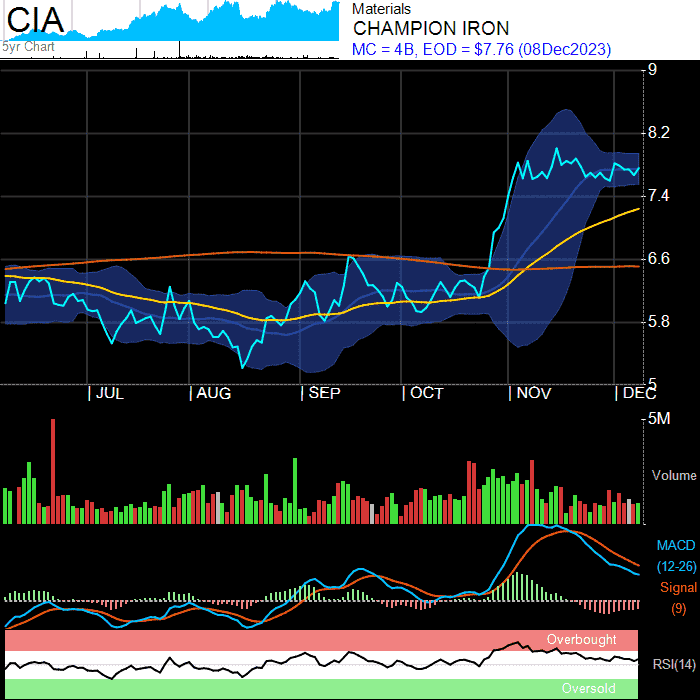 CIA
5yr Chart
Materials
CHAMPION IRON
MC = 4B, EOD = $7.76 (08Dec2023)
9
8.2
7.4
6.6
5.8
5
| JUL | AUG | SEP | OCT | NOV | DEC
5M
Volume
MACD
(12-26)
Signal
(9)
Overbought
RSI(14)
Oversold